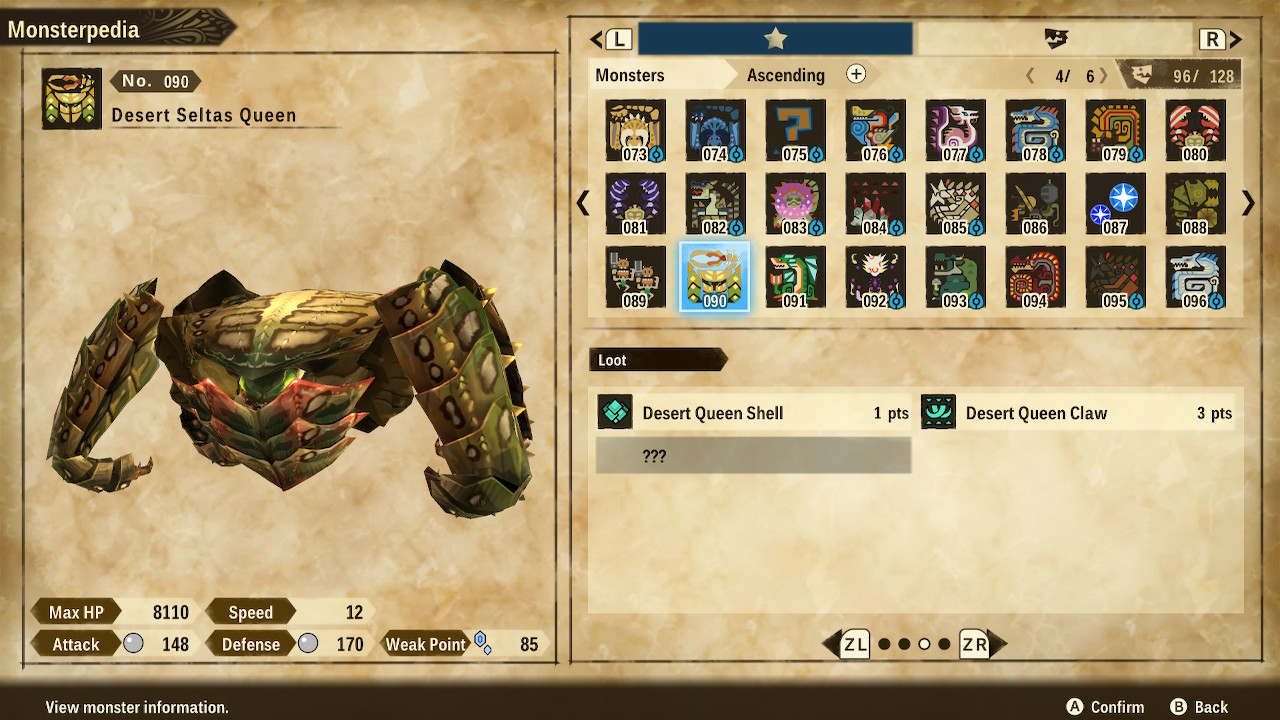 Monsterpedia
No. 090
Desert Seltas Queen
Max HP 8110 Speed 12
Attack 148 Defense 170 Weak Point 85
L R
Monsters Ascending 4/ 6 96/ 128
073 074 075 076 077 078 079 080
081 082 083 084 085 086 087 088
089 090 091 092 093 094 095 096
Loot
Desert Queen Shell 1 pts Desert Queen Claw 3 pts
???
ZL ZR
View monster information. A Confirm B Back